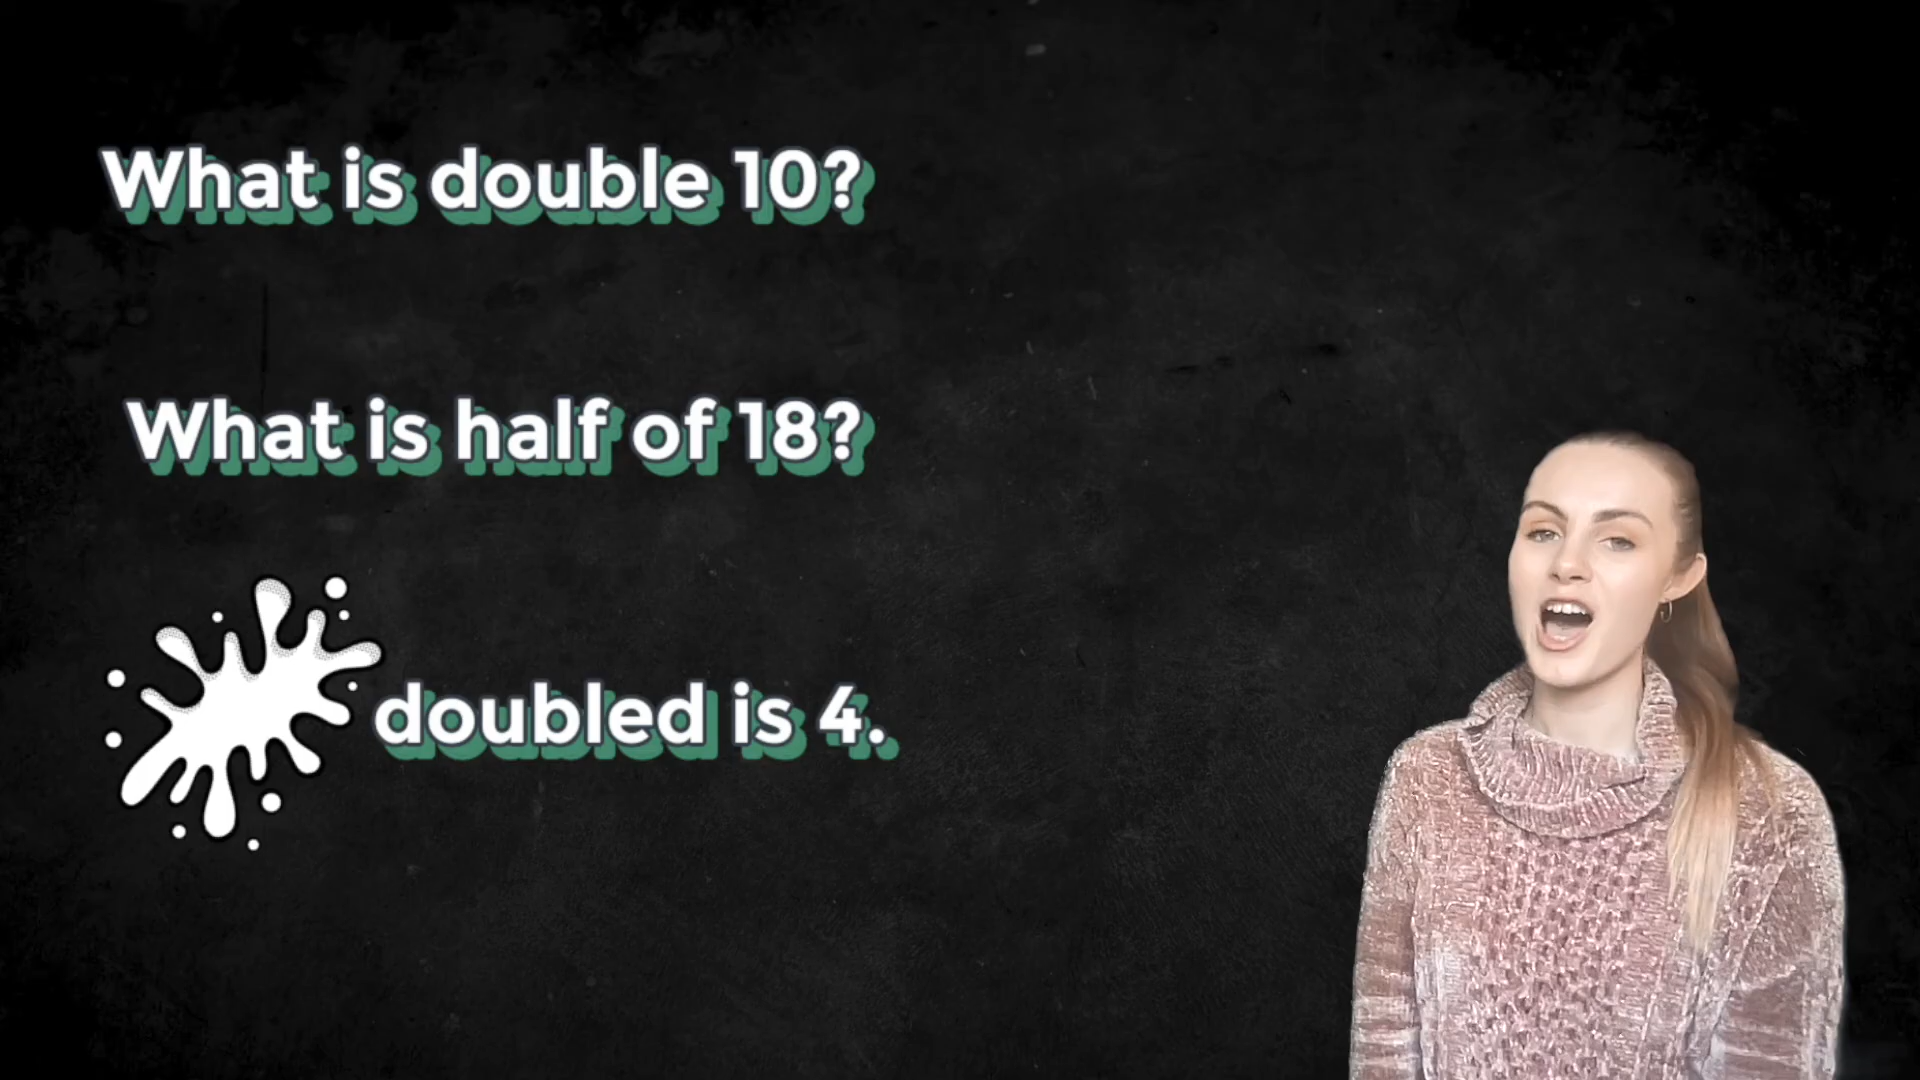 What is double 10?
What is half of 18?
doubled is 4.